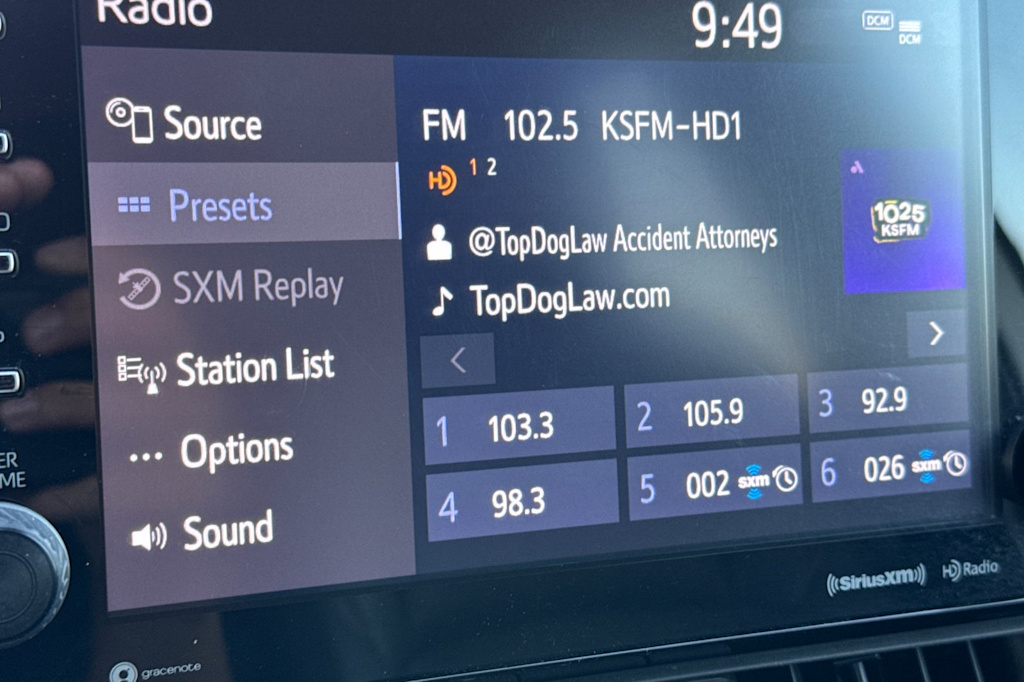 Radio
9:49
DCM
DCM
Source
Presets
SXM Replay
Station List
Options
Sound
FM 102.5 KSFM-HD1
HD 1 2
@TopDogLaw Accident Attorneys
TopDogLaw.com
1025
KSFM
1 103.3
2 105.9
3 92.9
4 98.3
5 002 sxm
6 026 sxm
((SiriusXM))
HD Radio
gracenote